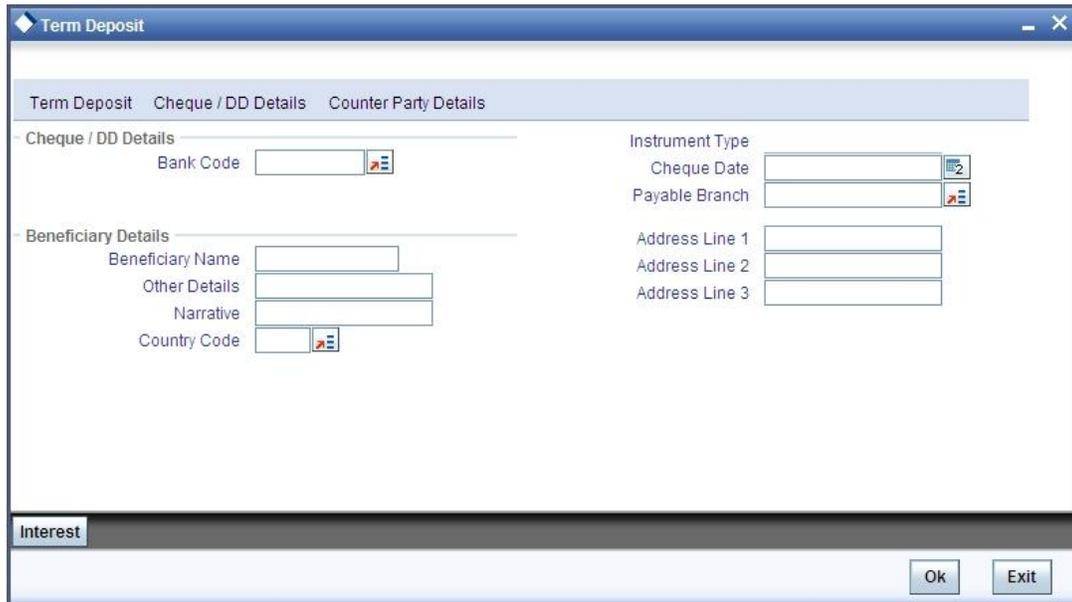 Term Deposit
Term Deposit Cheque / DD Details Counter Party Details
Cheque / DD Details
Bank Code
Instrument Type
Cheque Date
2
Payable Branch
Beneficiary Details
Beneficiary Name
Other Details
Narrative
Country Code
Address Line 1
Address Line 2
Address Line 3
Interest
Ok Exit